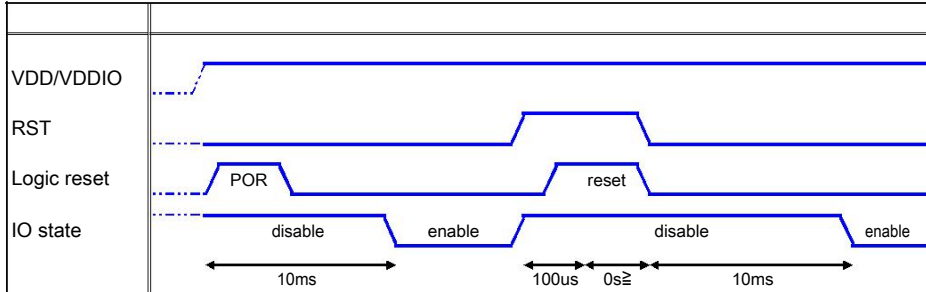 VDD/VDDIO
RST
Logic reset POR reset
IO state disable enable disable enable
10ms 100us 0s≧ 10ms